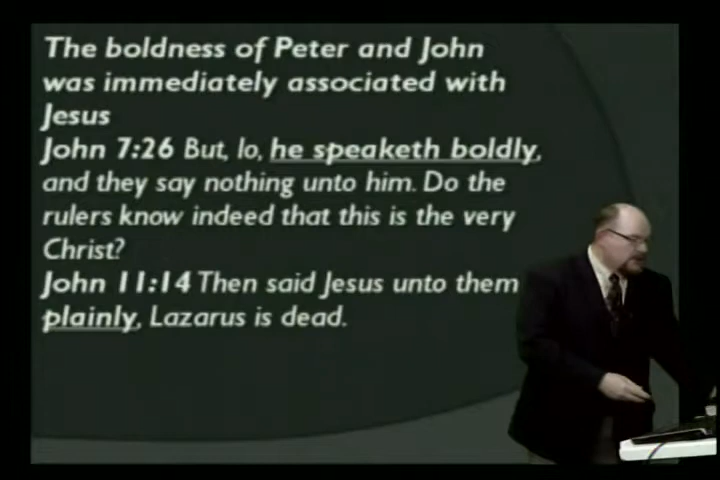 The boldness of Peter and John
was immediately associated with
Jesus
John 7:26 But, lo, he speaketh boldly,
and they say nothing unto him. Do the
rulers know indeed that this is the very
Christ?
John 11:14 Then said Jesus unto them
plainly, Lazarus is dead.